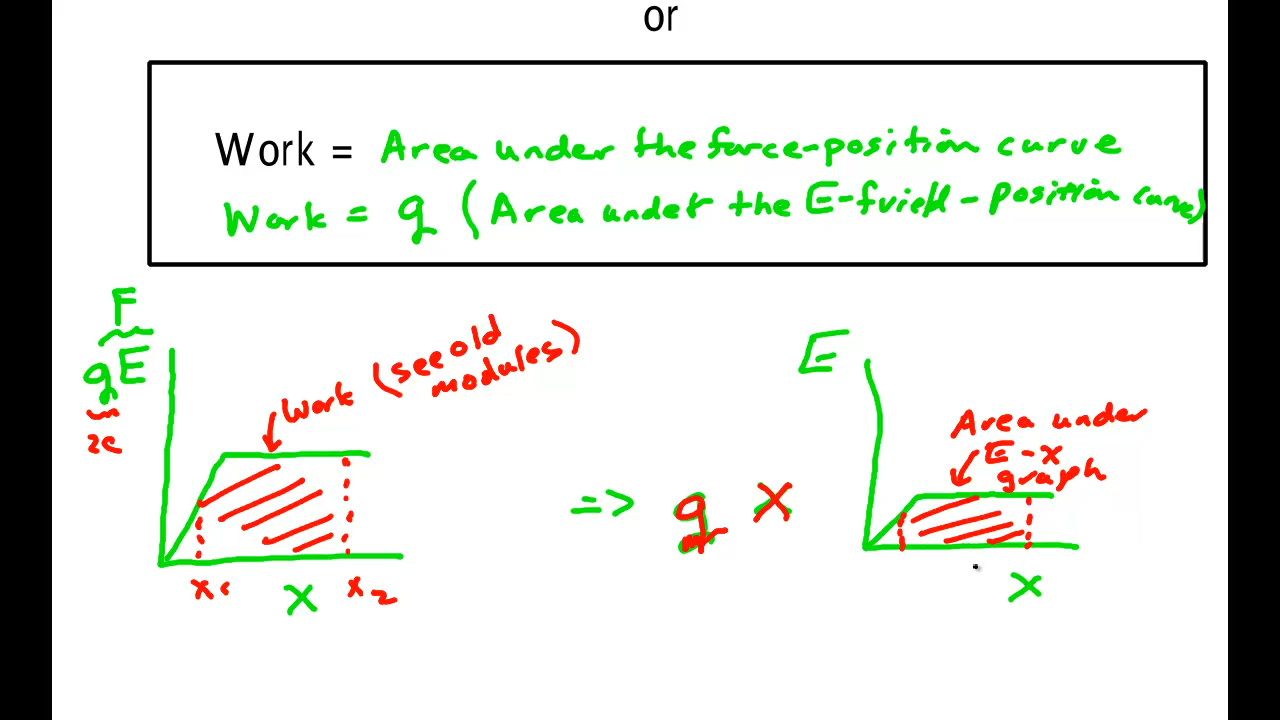 or
Work = Area under the force-position curve
Work = q (Area under the E-field-position curve)
F
qE
2e
Work (see old
modules)
x₁
X
x₂
=> q X
E
Area under
E-x
graph
X